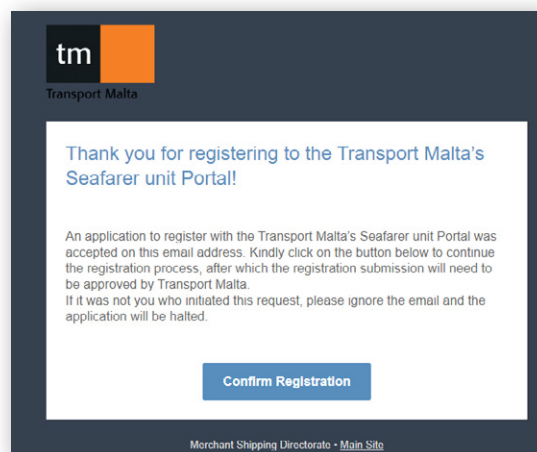 tm
Transport Malta
Thank you for registering to the Transport Malta's
Seafarer unit Portal!
An application to register with the Transport Malta's Seafarer unit Portal was
accepted on this email address. Kindly click on the button below to continue
the registration process, after which the registration submission will need to
be approved by Transport Malta.
If it was not you who initiated this request, please ignore the email and the
application will be halted.
Confirm Registration
Merchant Shipping Directorate • Main Site